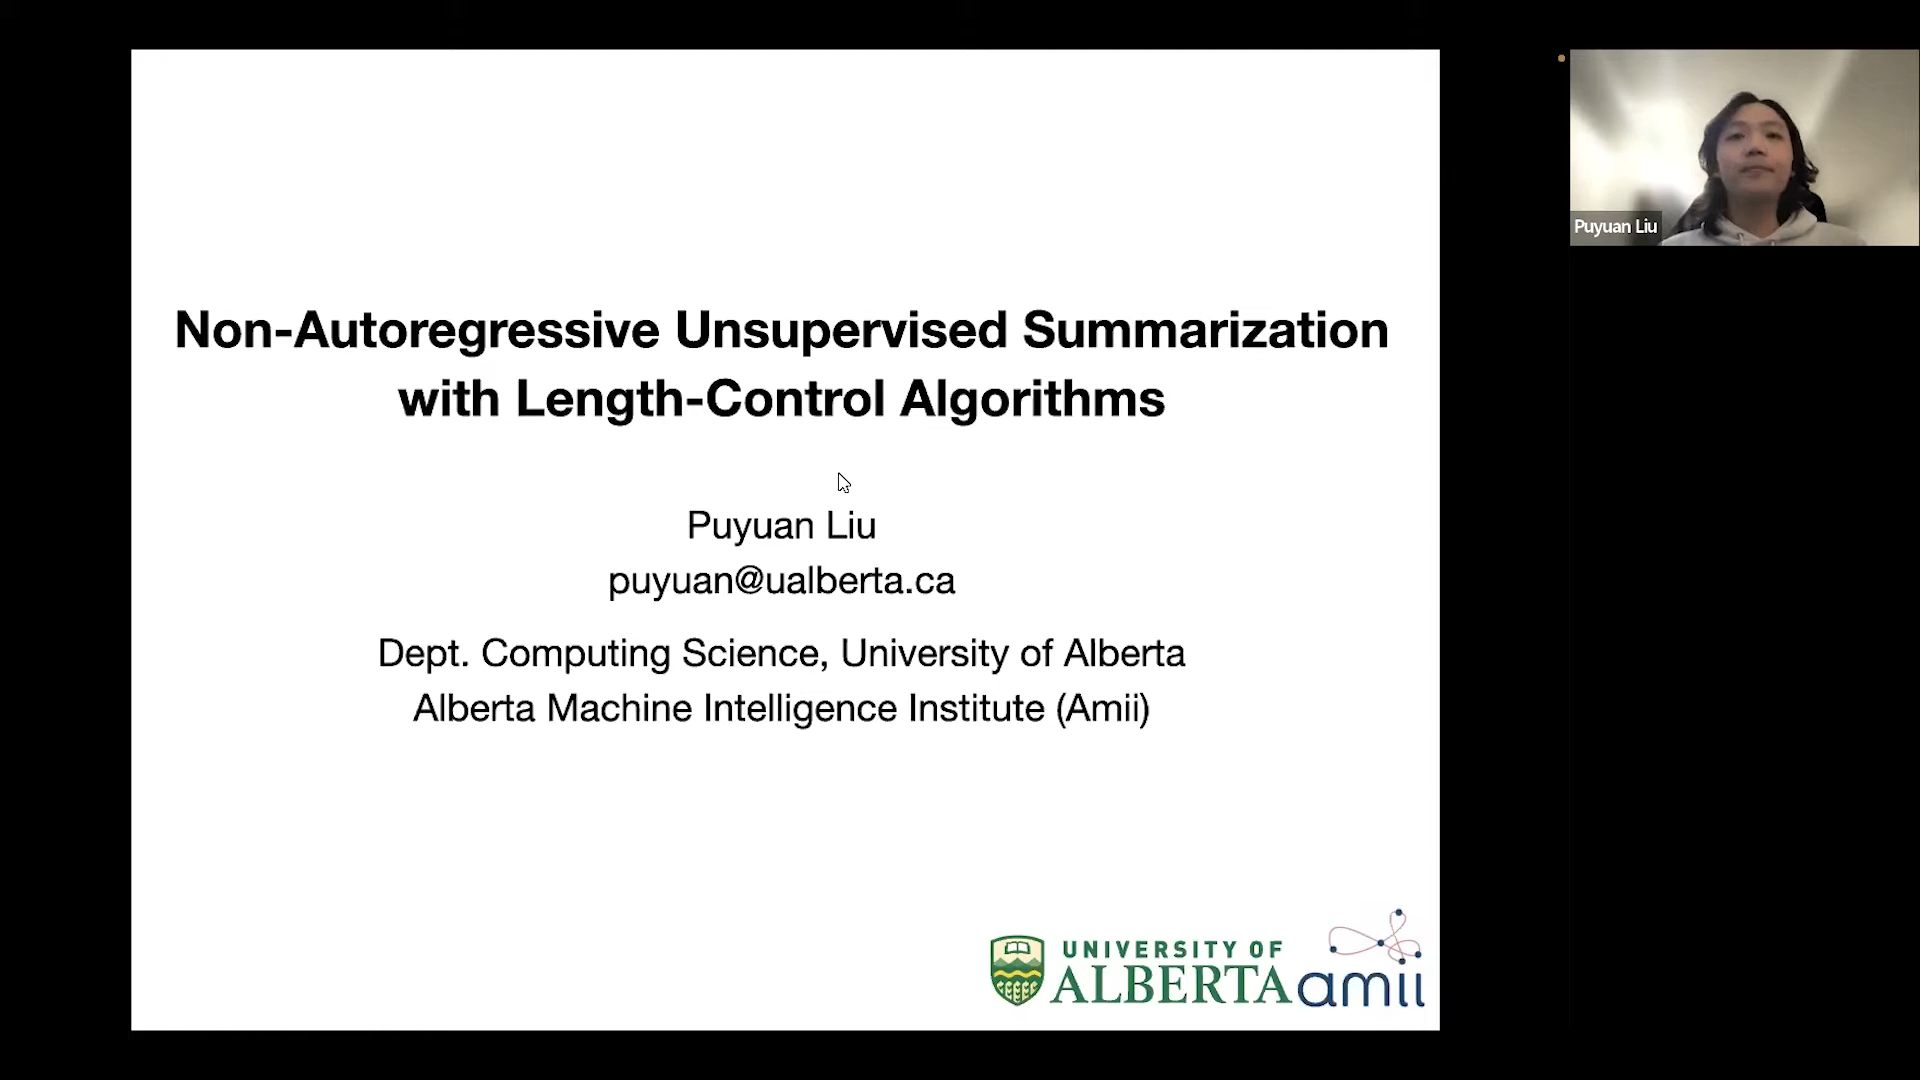 Non-Autoregressive Unsupervised Summarization
with Length-Control Algorithms
Puyuan Liu
puyuan@ualberta.ca
Dept. Computing Science, University of Alberta
Alberta Machine Intelligence Institute (Amii)
UNIVERSITY OF
ALBERTA
amii
Puyuan Liu